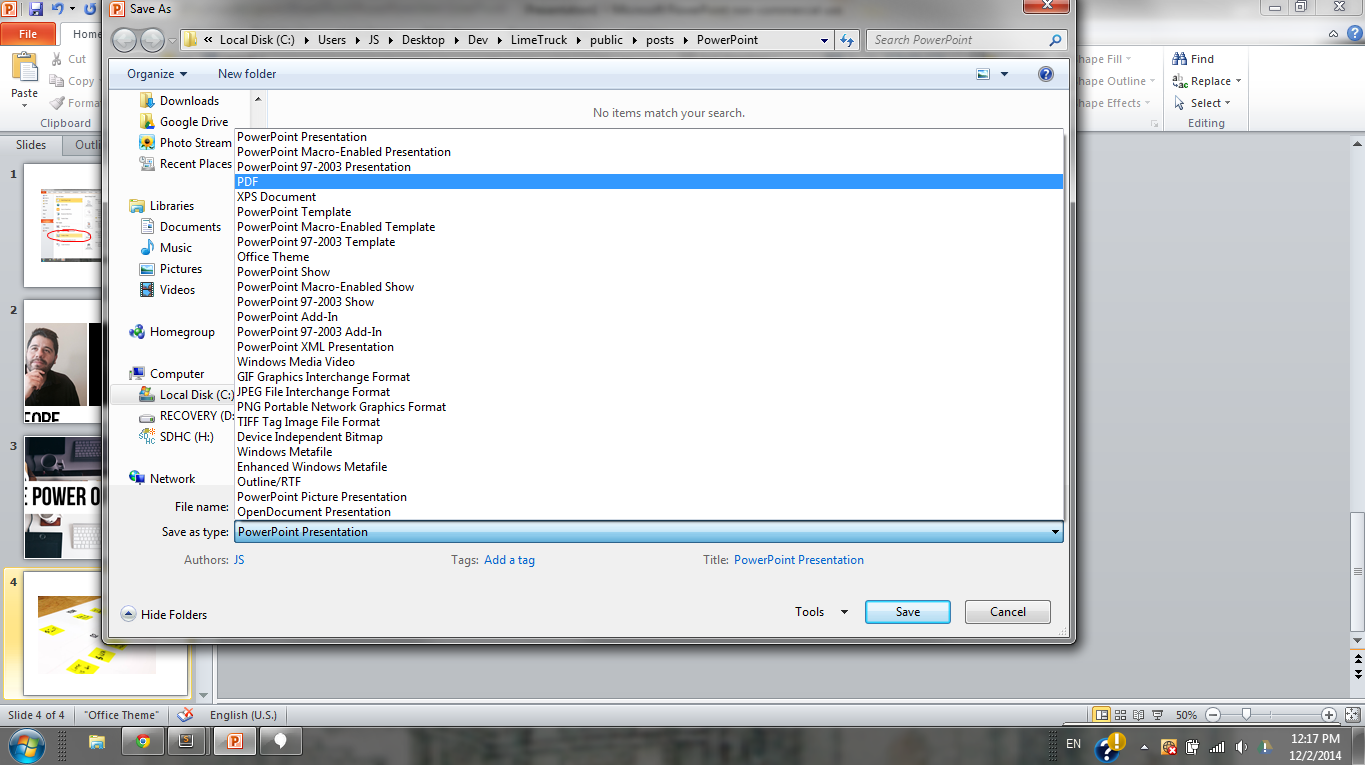 Save As
File
Home
« Local Disk (C:) Users JS Desktop Dev LimeTruck public posts PowerPoint
Search PowerPoint
Cut
Copy
Paste
Clipboard
Find
Replace
Select
Editing
Organize
New folder
Slides
Downloads
Google Drive
Photo Stream
Recent Places
Libraries
Documents
Music
Pictures
Videos
Homegroup
Computer
Local Disk (C:)
RECOVERY (D:
SDHC (H:)
Network
No items match your search.
PowerPoint Presentation
PowerPoint Macro-Enabled Presentation
PowerPoint 97-2003 Presentation
PDF
XPS Document
PowerPoint Template
PowerPoint Macro-Enabled Template
PowerPoint 97-2003 Template
Office Theme
PowerPoint Show
PowerPoint Macro-Enabled Show
PowerPoint 97-2003 Show
PowerPoint Add-In
PowerPoint 97-2003 Add-In
PowerPoint XML Presentation
Windows Media Video
GIF Graphics Interchange Format
JPEG File Interchange Format
PNG Portable Network Graphics Format
TIFF Tag Image File Format
Device Independent Bitmap
Windows Metafile
Enhanced Windows Metafile
Outline/RTF
PowerPoint Picture Presentation
OpenDocument Presentation
File name:
Save as type: PowerPoint Presentation
Authors: JS
Tags: Add a tag
Title: PowerPoint Presentation
Hide Folders
Tools
Save
Cancel
1
2
3
POWER
4
Slide 4 of 4
"Office Theme"
English (U.S.)
50%
EN
12:17 PM
12/2/2014